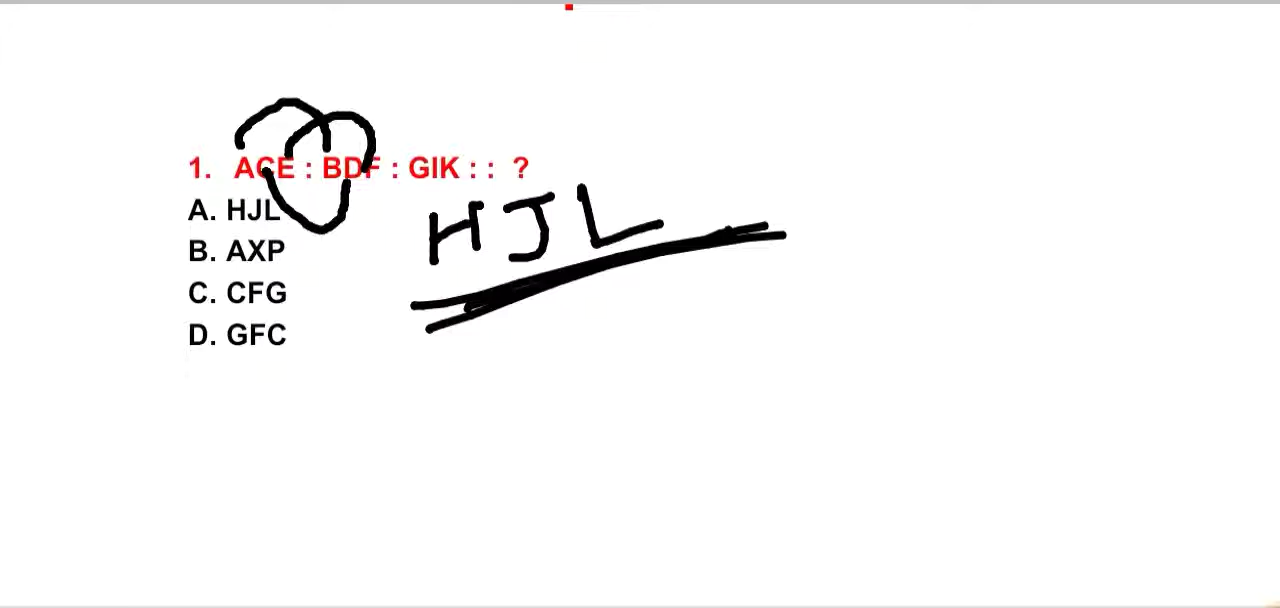 1. ACE : BDF : GIK : : ?
A. HJL
HJL
B. AXP
C. CFG
D. GFC